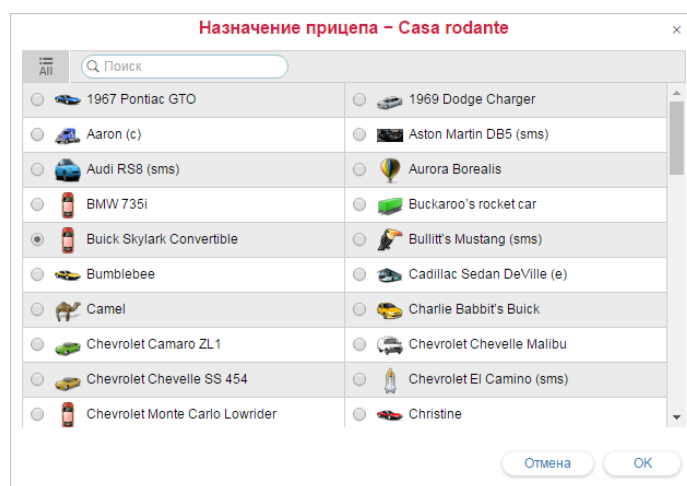 Назначение прицепа – Casa rodante
×
All
Поиск
1967 Pontiac GTO
1969 Dodge Charger
Aaron (c)
Aston Martin DB5 (sms)
Audi RS8 (sms)
Aurora Borealis
BMW 735i
Buckaroo's rocket car
Buick Skylark Convertible
Bullitt's Mustang (sms)
Bumblebee
Cadillac Sedan DeVille (e)
Camel
Charlie Babbit's Buick
Chevrolet Camaro ZL1
Chevrolet Chevelle Malibu
Chevrolet Chevelle SS 454
Chevrolet El Camino (sms)
Chevrolet Monte Carlo Lowrider
Christine
Отмена
OK